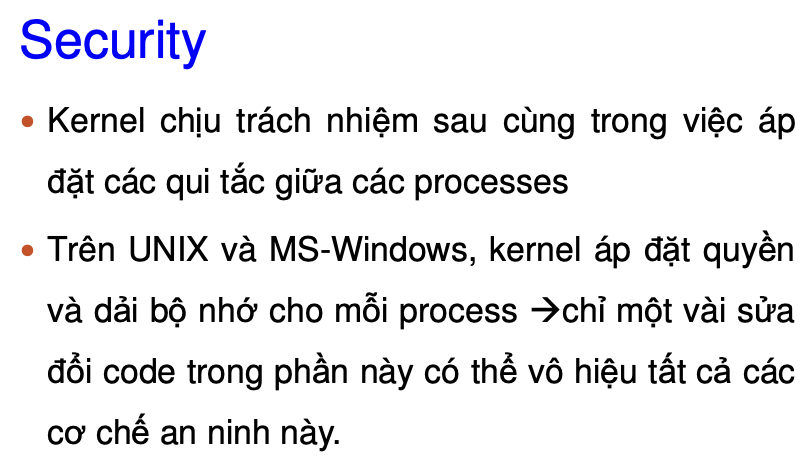 Security
• Kernel chịu trách nhiệm sau cùng trong việc áp
đặt các qui tắc giữa các processes
• Trên UNIX và MS-Windows, kernel áp đặt quyền
và dải bộ nhớ cho mỗi process →chỉ một vài sửa
đổi code trong phần này có thể vô hiệu tất cả các
cơ chế an ninh này.